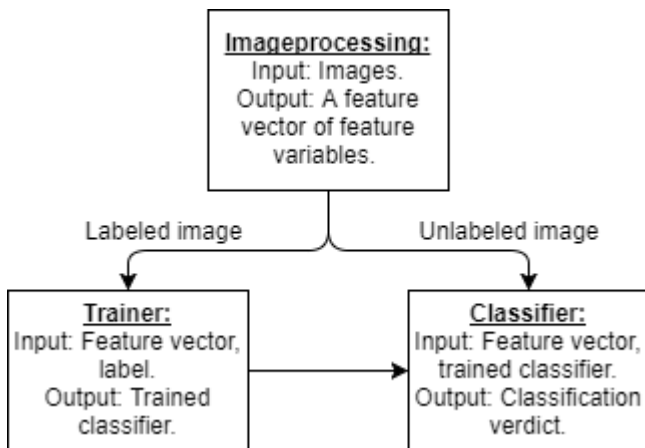 Imageprocessing:
Input: Images.
Output: A feature
vector of feature
variables.
Labeled image
Unlabeled image
Trainer:
Input: Feature vector,
label.
Output: Trained
classifier.
Classifier:
Input: Feature vector,
trained classifier.
Output: Classification
verdict.